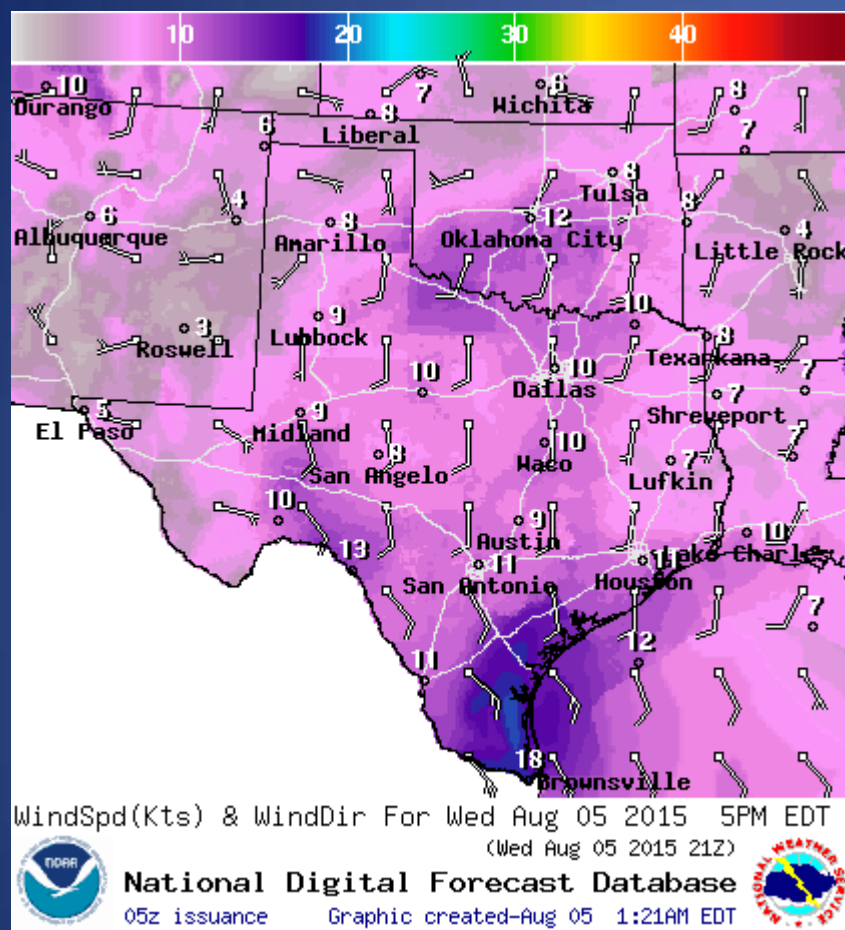 10 20 30 40
10 7 6 8
Durango Wichita
8
Liberal
7
6
8
Tulsa
4
6 4 8 12 8
Albuquerque Amarillo Oklahoma City Little Rock
9 10
3 8
Roswell Lubbock Texarkana
10 10
Dallas
7 7
5 9 Shreveport
El Paso Midland
8 10 7 7
San Angelo Waco Lufkin
10 9 10
Austin
13 11 11 Lake Charles
San Antonio Houston
7
12
11
18
Brownsville
WindSpd(Kts) & WindDir For Wed Aug 05 2015 5PM EDT
(Wed Aug 05 2015 21Z)
NOAA
National Digital Forecast Database
05z issuance Graphic created-Aug 05 1:21AM EDT
NATIONAL WEATHER SERVICE